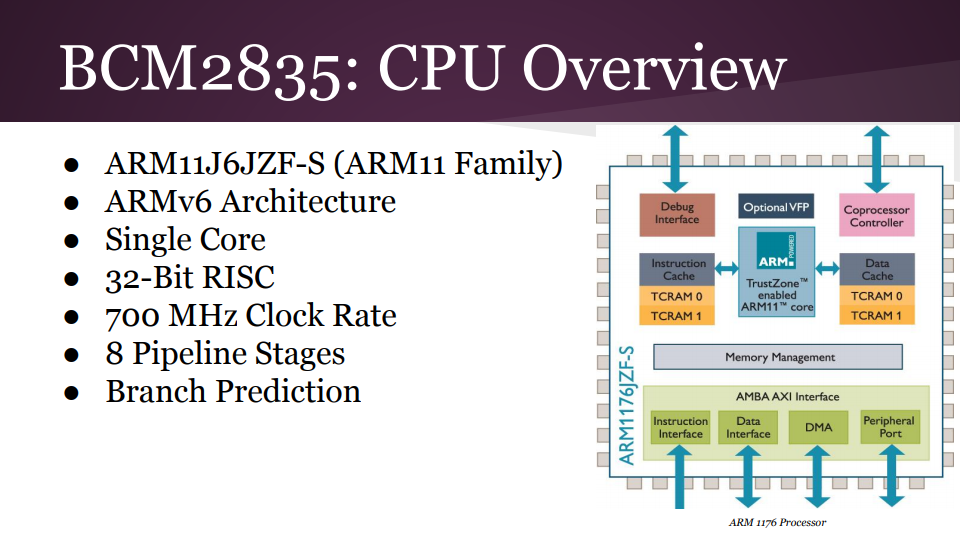 BCM2835: CPU Overview
● ARM11J6JZF-S (ARM11 Family)
● ARMv6 Architecture
● Single Core
● 32-Bit RISC
● 700 MHz Clock Rate
● 8 Pipeline Stages
● Branch Prediction
Debug
Interface
Optional VFP
Coprocessor
Controller
ARM
POWERED
Instruction
Cache
TCRAM 0
TCRAM 1
TrustZone™
enabled
ARM11™ core
Data
Cache
TCRAM 0
TCRAM 1
Memory Management
ARM1176JZF-S
AMBA AXI Interface
Instruction
Interface
Data
Interface
DMA
Peripheral
Port
ARM 1176 Processor